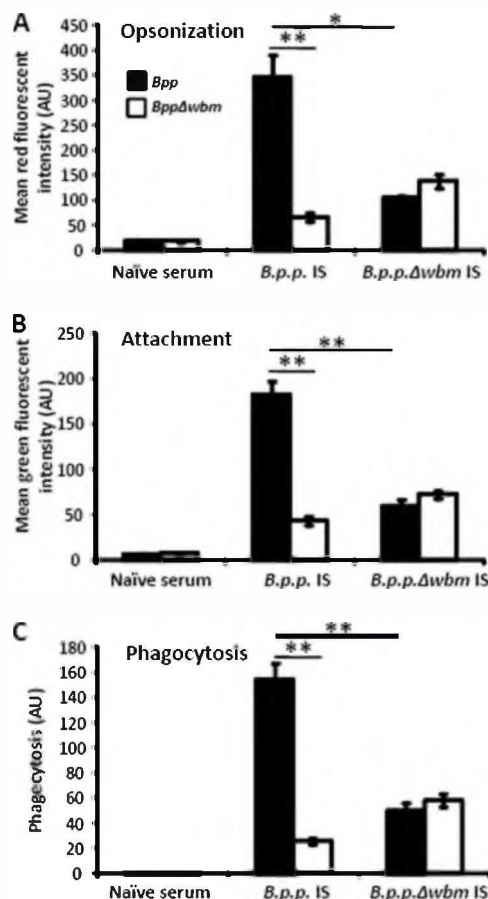 A
Opsonization
Mean red fluorescent
intensity (AU)
450
400
350
300
250
200
150
100
50
0
Bpp
BppΔwbm
*
**
Naïve serum
B.p.p. IS
B.p.p.Δwbm IS
B
Attachment
Mean green fluorescent
intensity (AU)
250
200
150
100
50
0
**
**
Naïve serum
B.p.p. IS
B.p.p.Δwbm IS
C
Phagocytosis
Phagecytosis (AU)
180
160
140
120
100
80
60
40
20
0
**
**
Naïve serum
B.p.p. IS
B.p.p.Δwbm IS